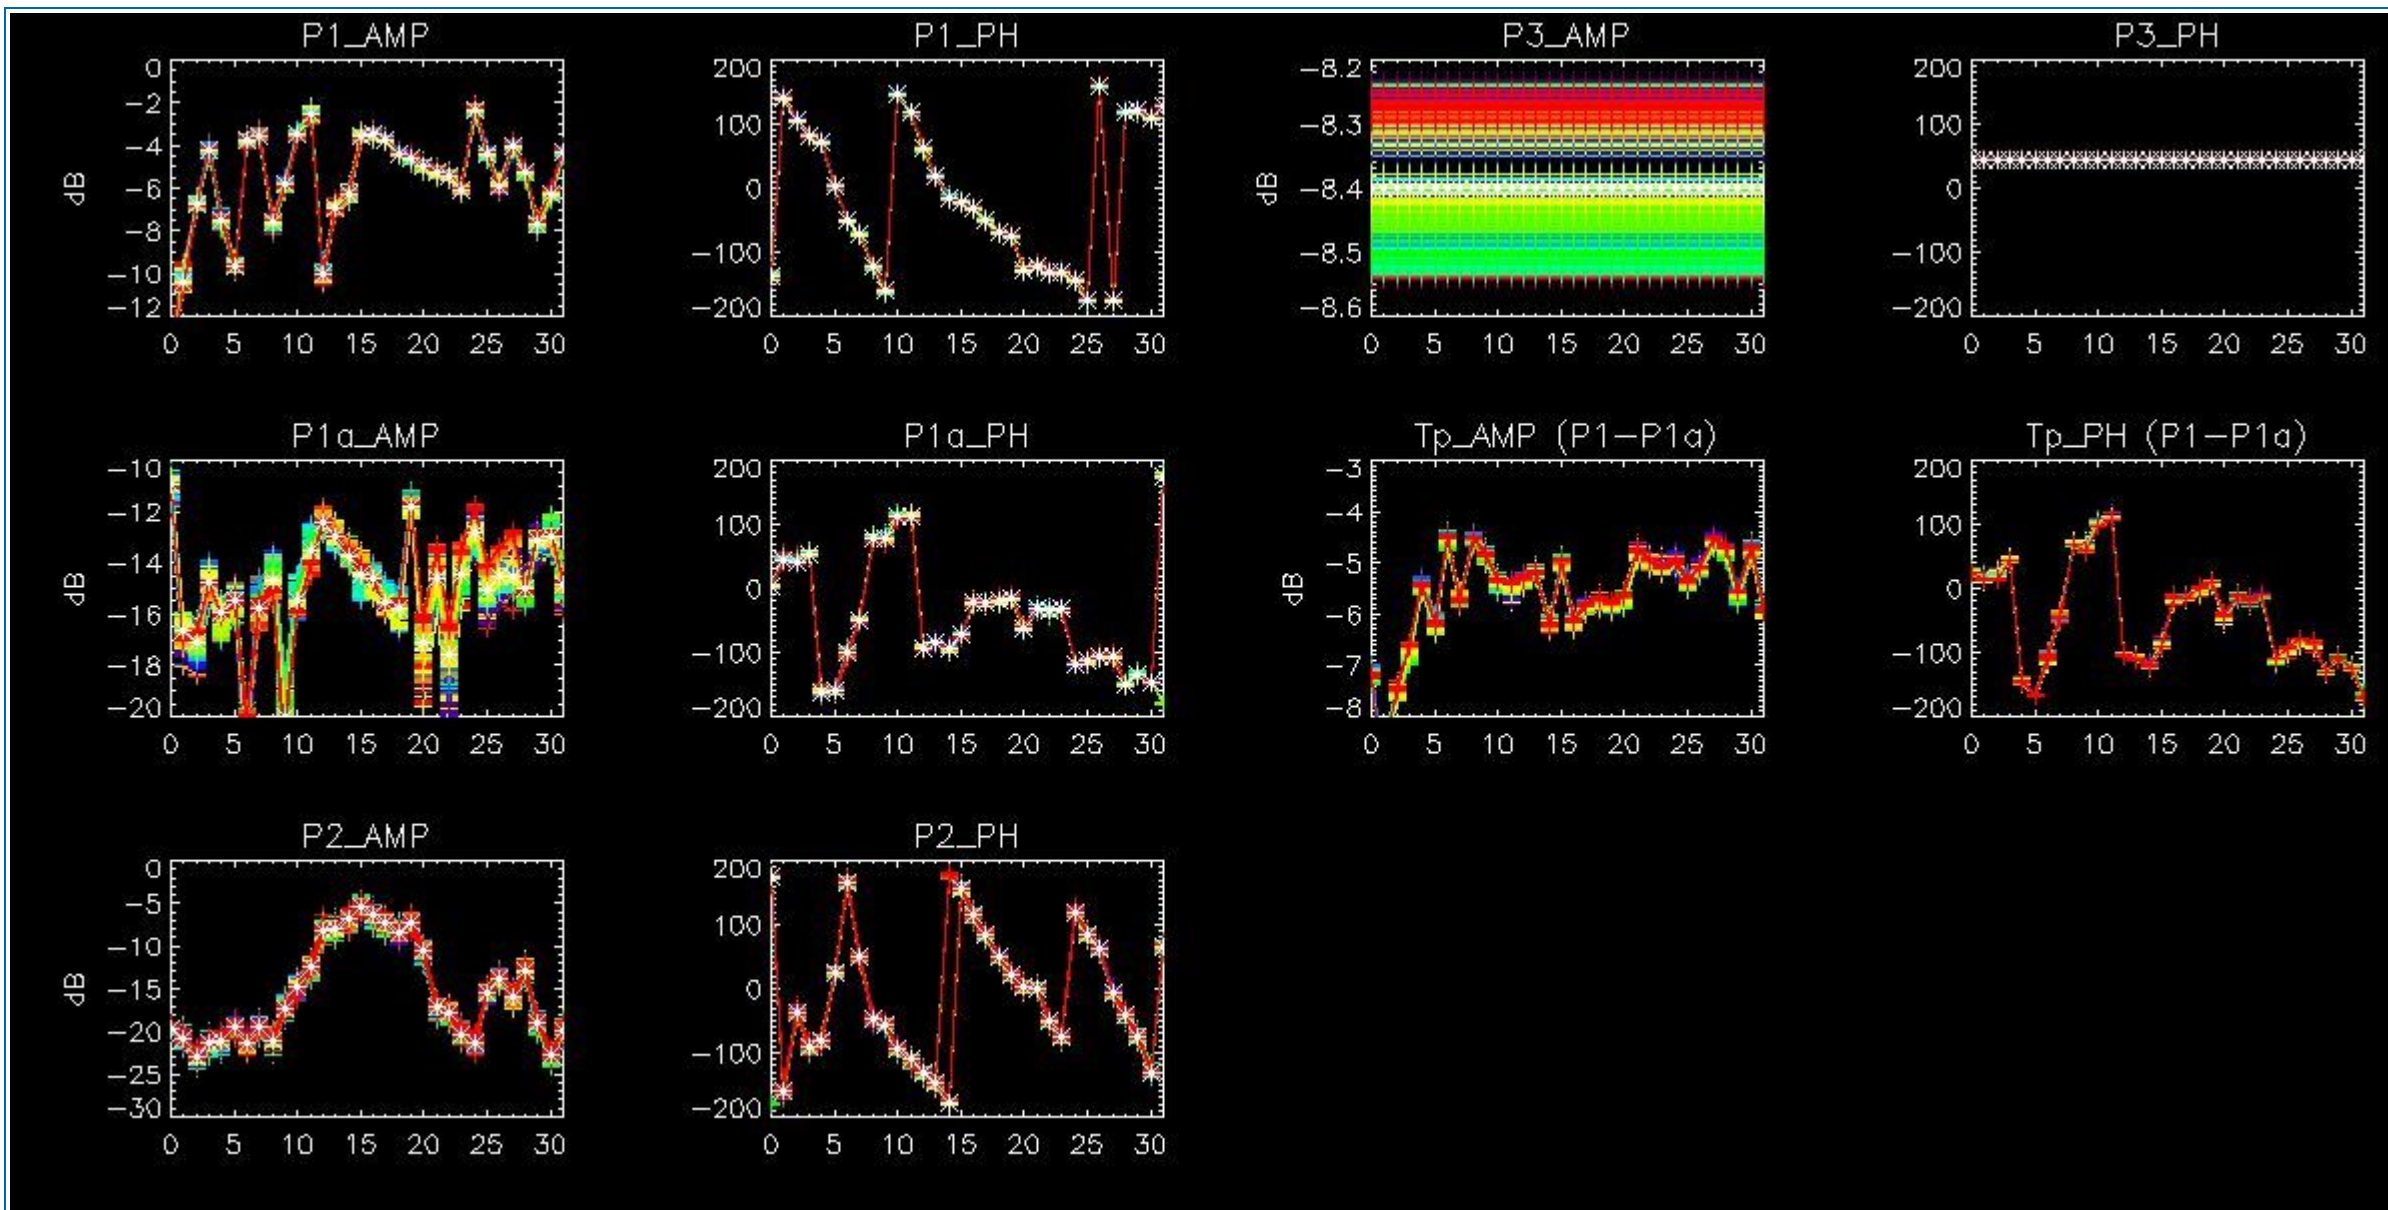 P1_AMP
0
−2
−4
−6
−8
−10
−12
dB
0 5 10 15 20 25 30
P1_PH
200
100
0
−100
−200
0 5 10 15 20 25 30
P3_AMP
−8.2
−8.3
−8.4
−8.5
−8.6
dB
0 5 10 15 20 25 30
P3_PH
200
100
0
−100
−200
0 5 10 15 20 25 30
P1a_AMP
−10
−12
−14
−16
−18
−20
dB
0 5 10 15 20 25 30
P1a_PH
200
100
0
−100
−200
0 5 10 15 20 25 30
Tp_AMP (P1−P1a)
−3
−4
−5
−6
−7
−8
dB
0 5 10 15 20 25 30
Tp_PH (P1−P1a)
200
100
0
−100
−200
0 5 10 15 20 25 30
P2_AMP
0
−5
−10
−15
−20
−25
−30
dB
0 5 10 15 20 25 30
P2_PH
200
100
0
−100
−200
0 5 10 15 20 25 30